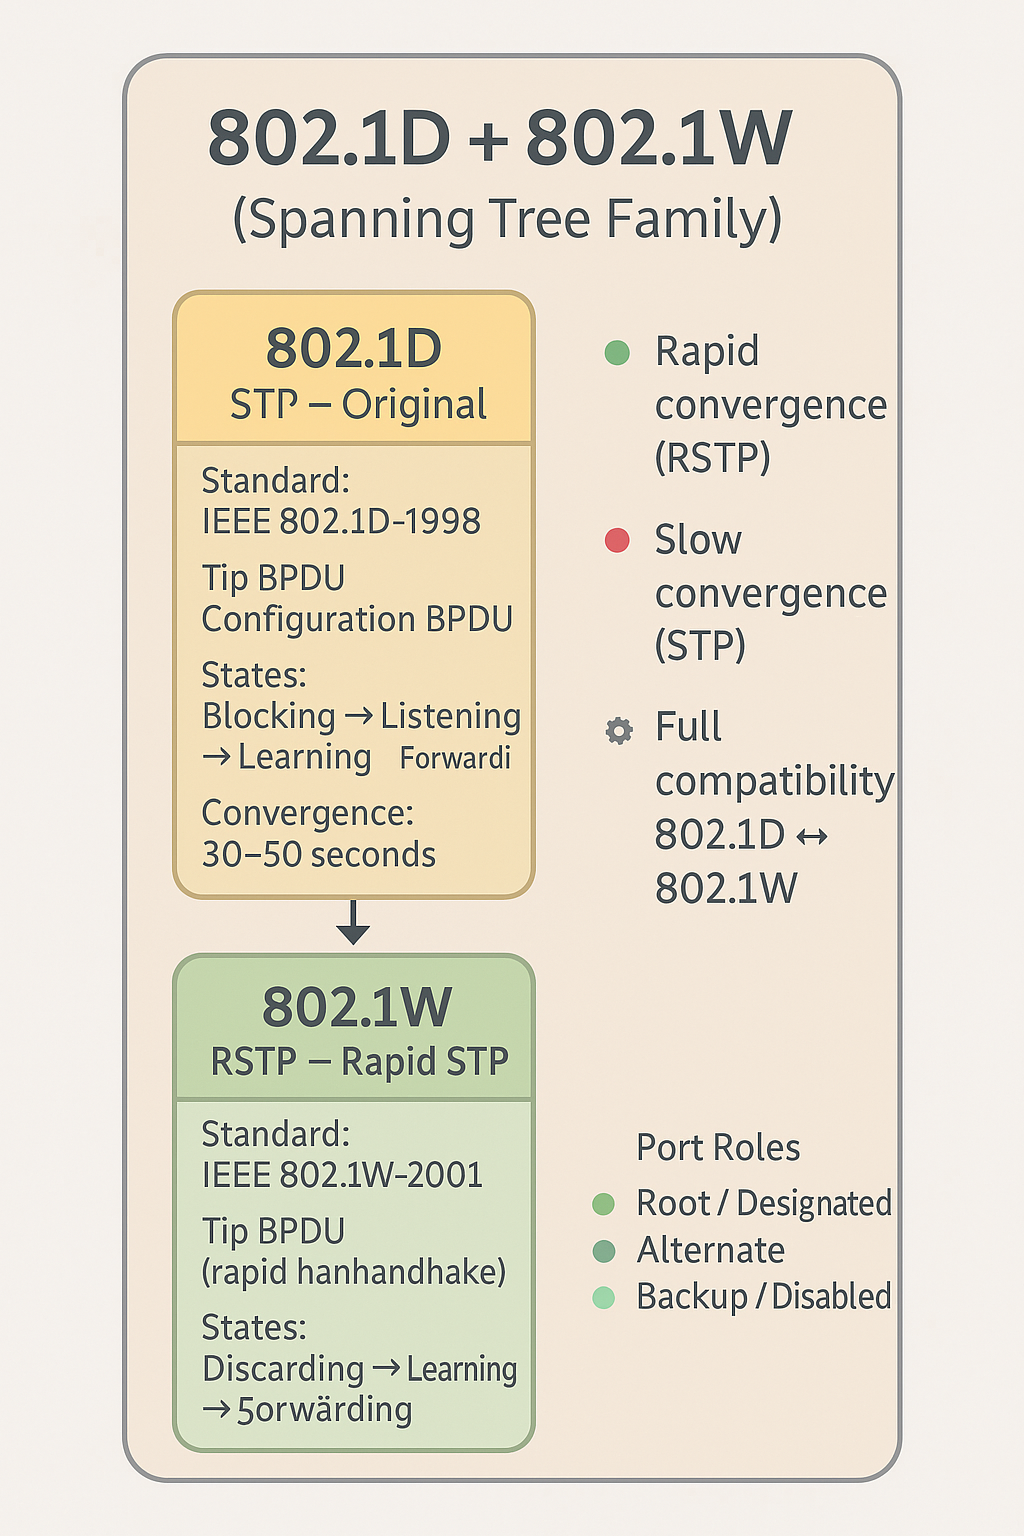 802.1D + 802.1W
(Spanning Tree Family)
802.1D
STP – Original
Standard:
IEEE 802.1D-1998
Tip BPDU
Configuration BPDU
States:
Blocking → Listening
→ Learning Forwardi
Convergence:
30–50 seconds
802.1W
RSTP – Rapid STP
Standard:
IEEE 802.1W-2001
Tip BPDU
(rapid hanhandhake)
States:
Discarding → Learning
→ 5orwärding
Rapid
convergence
(RSTP)
Slow
convergence
(STP)
Full
compatibility
802.1D ↔
802.1W
Port Roles
Root / Designated
Alternate
Backup / Disabled